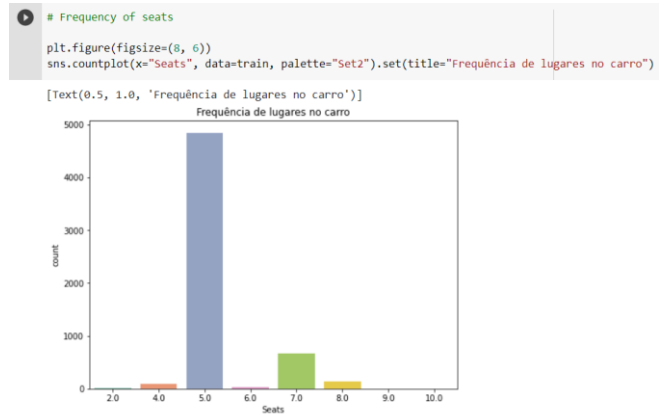 # Frequency of seats
plt.figure(figsize=(8, 6))
sns.countplot(x="Seats", data=train, palette="Set2").set(title="Frequência de lugares no carro")
[Text(0.5, 1.0, 'Frequência de lugares no carro')]
Frequência de lugares no carro
5000
4000
3000
2000
1000
0
count
2.0 4.0 5.0 6.0 7.0 8.0 9.0 10.0
Seats